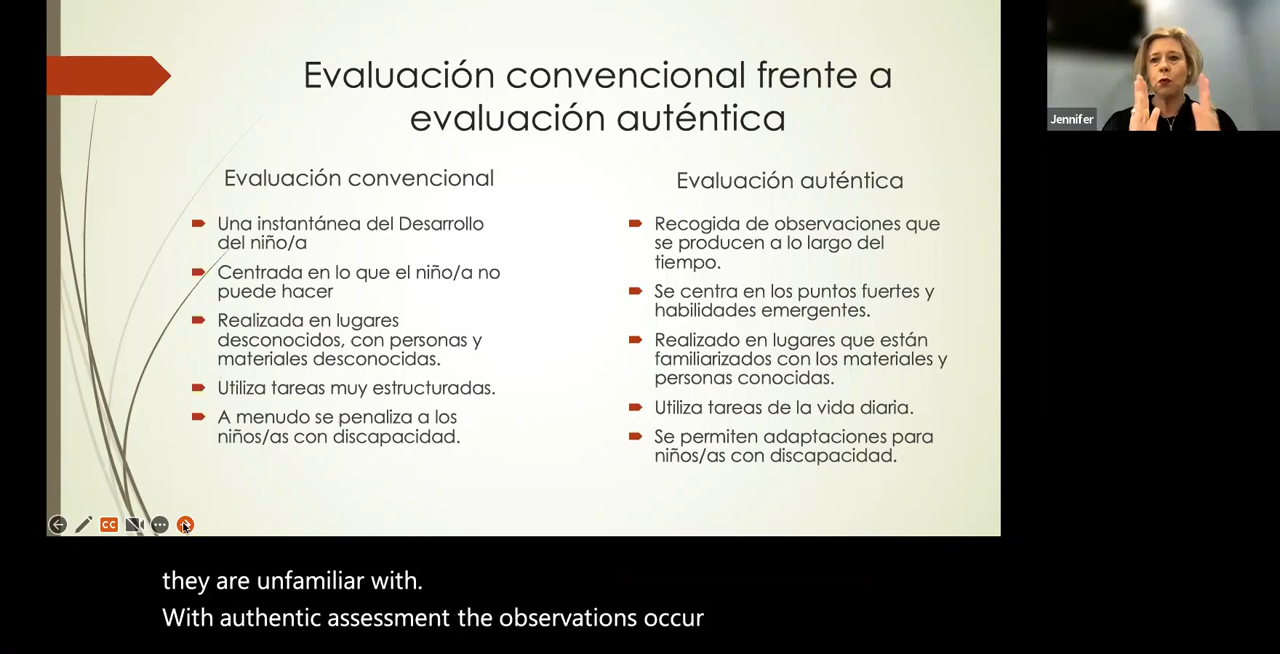 Evaluación convencional frente a
evaluación auténtica
Evaluación convencional
Una instantánea del Desarrollo
del niño/a
Centrada en lo que el niño/a no
puede hacer
Realizada en lugares
desconocidos, con personas y
materiales desconocidas.
Utiliza tareas muy estructuradas.
A menudo se penaliza a los
niños/as con discapacidad.
Evaluación auténtica
Recogida de observaciones que
se producen a lo largo del
tiempo.
Se centra en los puntos fuertes y
habilidades emergentes.
Realizado en lugares que están
familiarizados con los materiales y
personas conocidas.
Utiliza tareas de la vida diaria.
Se permiten adaptaciones para
niños/as con discapacidad.
Jennifer
CC
they are unfamiliar with.
With authentic assessment the observations occur